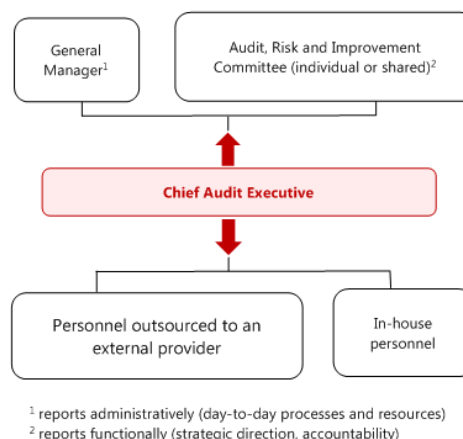 General
Manager¹
Audit, Risk and Improvement
Committee (individual or shared)²
Chief Audit Executive
Personnel outsourced to an
external provider
In-house
personnel
¹ reports administratively (day-to-day processes and resources)
² reports functionally (strategic direction, accountability)